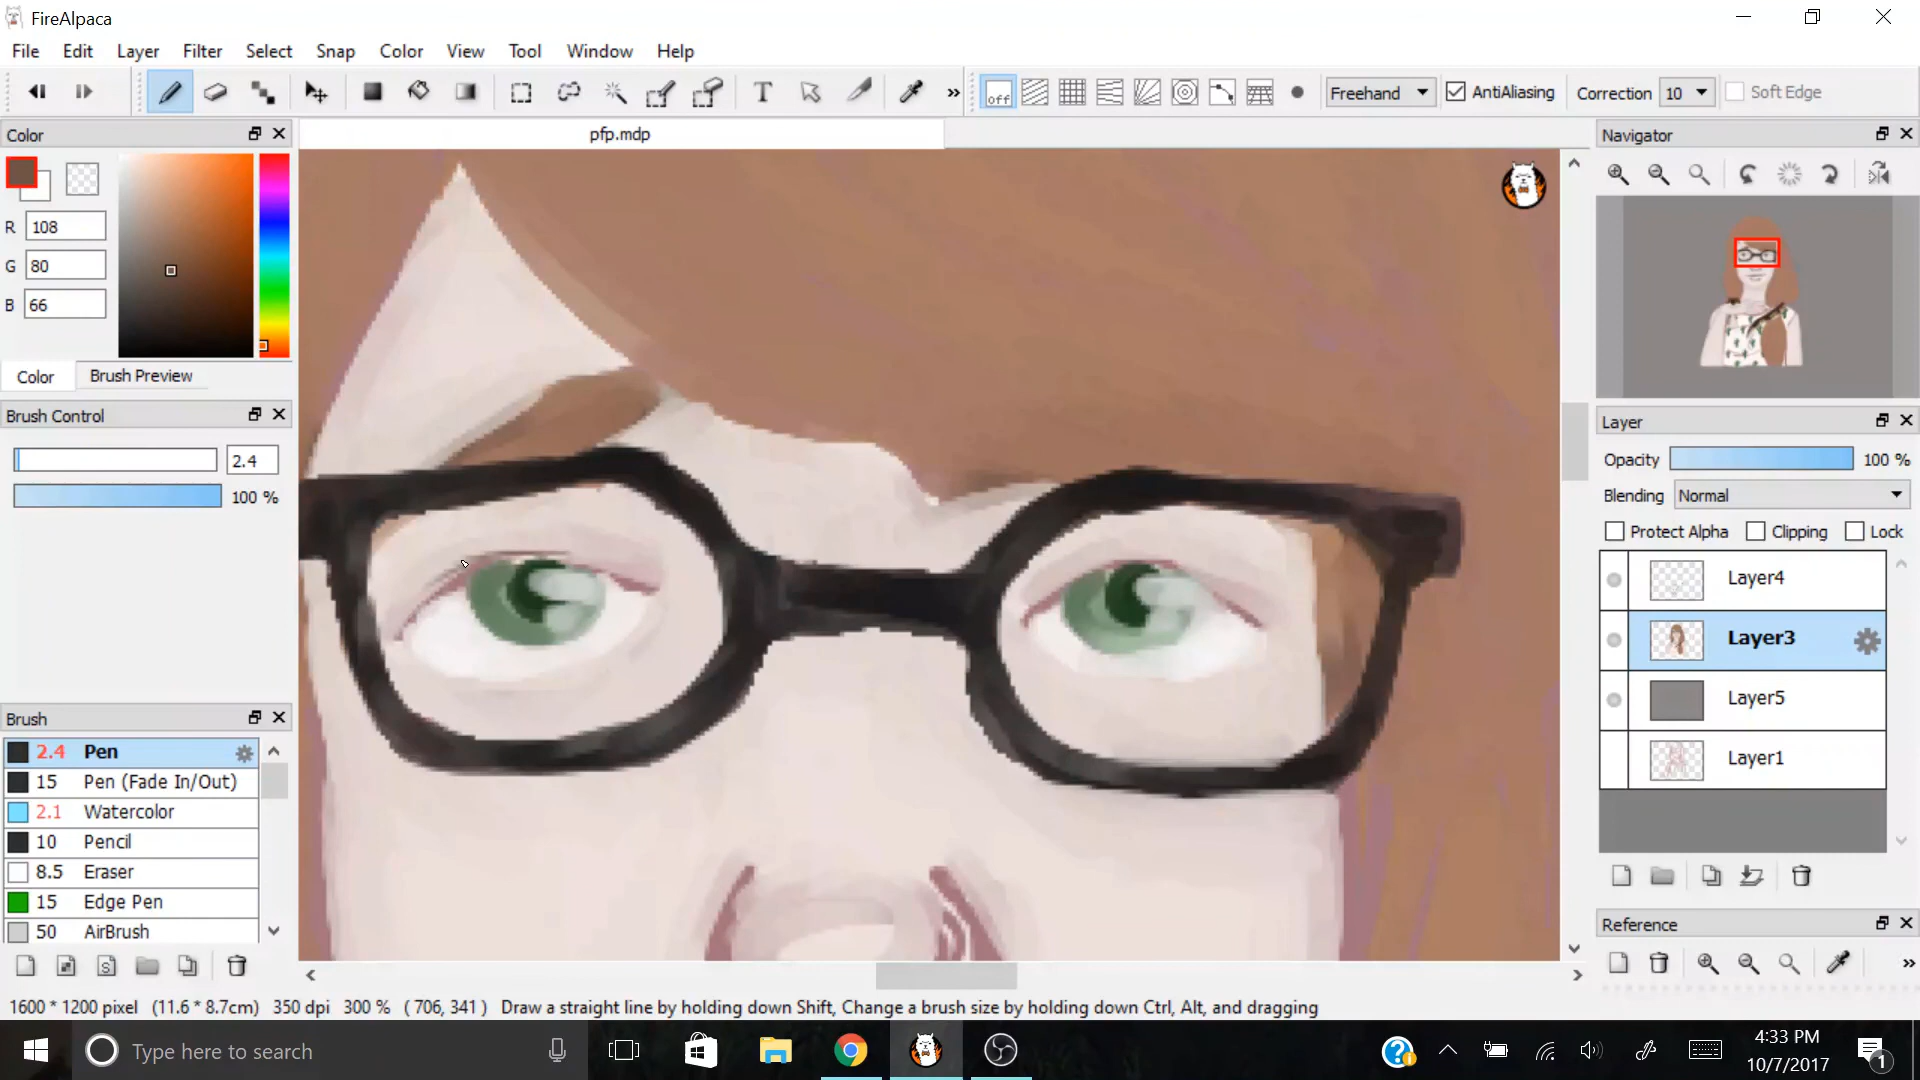 FireAlpaca
File Edit Layer Filter Select Snap Color View Tool Window Help
T » off Freehand AntiAliasing Correction 10 Soft Edge
Color
pfp.mdp
Navigator
R 108
G 80
B 66
Color Brush Preview
Brush Control
2.4
100 %
Layer
Opacity 100 %
Blending Normal
Protect Alpha Clipping Lock
Layer4
Layer3
Layer5
Layer1
Brush
2.4 Pen
15 Pen (Fade In/Out)
2.1 Watercolor
10 Pencil
8.5 Eraser
15 Edge Pen
50 AirBrush
S
Reference
»
1600 * 1200 pixel (11.6 * 8.7cm) 350 dpi 300 % ( 706, 341 ) Draw a straight line by holding down Shift, Change a brush size by holding down Ctrl, Alt, and dragging
Type here to search
?
4:33 PM
10/7/2017
1